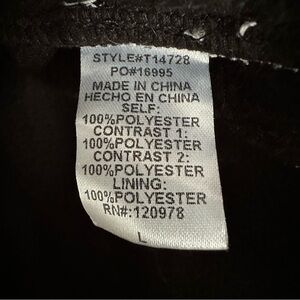 STYLE#T14728
PO#16995
MADE IN CHINA
HECHO EN CHINA
SELF:
100%POLYESTER
CONTRAST 1:
100%POLYESTER
CONTRAST 2:
100%POLYESTER
LINING:
100%POLYESTER
RN#:120978
L